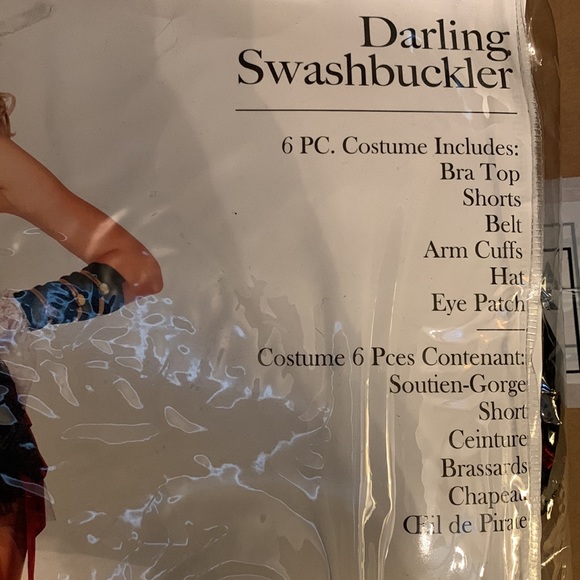 Darling
Swashbuckler
6 PC. Costume Includes:
Bra Top
Shorts
Belt
Arm Cuffs
Hat
Eye Patch
Costume 6 Pces Contenant:
Soutien-Gorge
Short
Ceinture
Brassards
Chapeau
Œil de Pirate